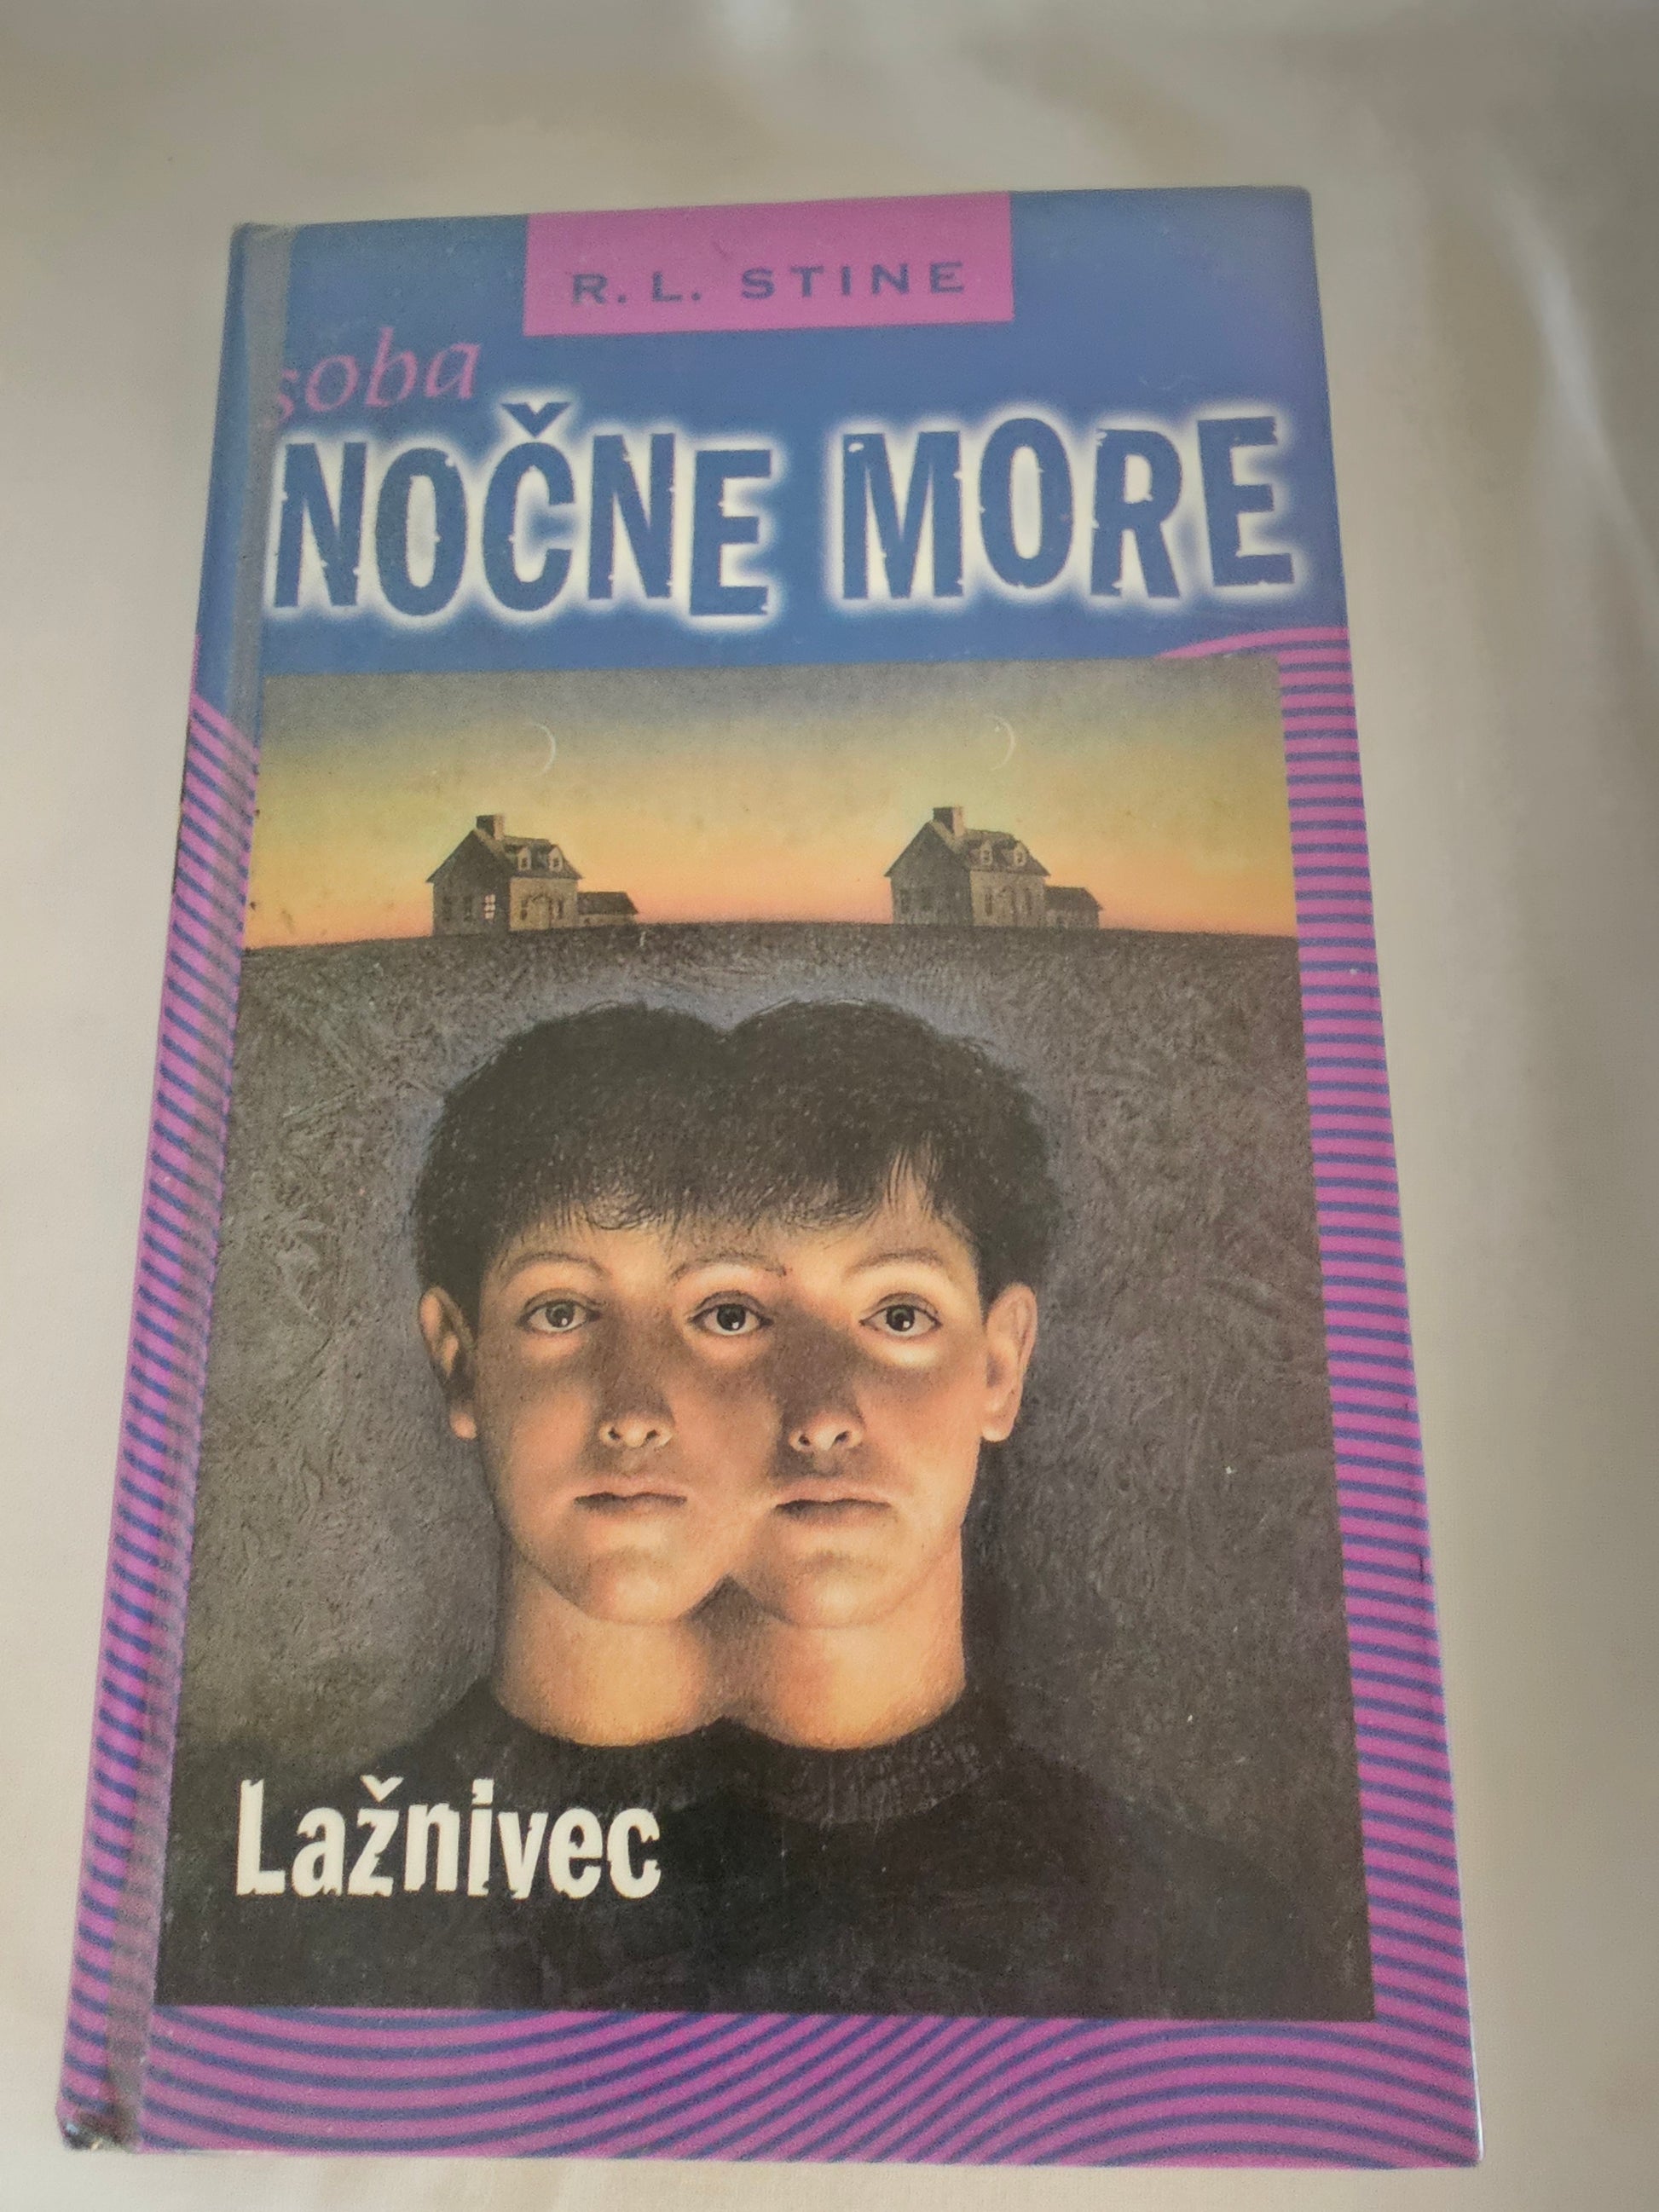 R. L. STINE
soba
NOČNE MORE
Lažnivec